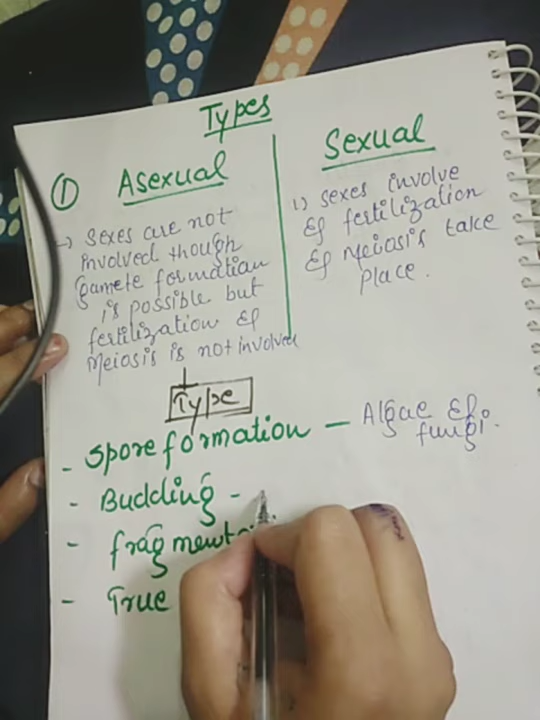 Types
① Asexual
→ Sexes are not
involved though
gamete formation
is possible but
fertilization &
Meiosis is not involved
Sexual
1) Sexes involve
& fertilization
& Meiosis take
place.
Type
- Spore formation - Algae &
fungi.
- Budding -
- frag
- True